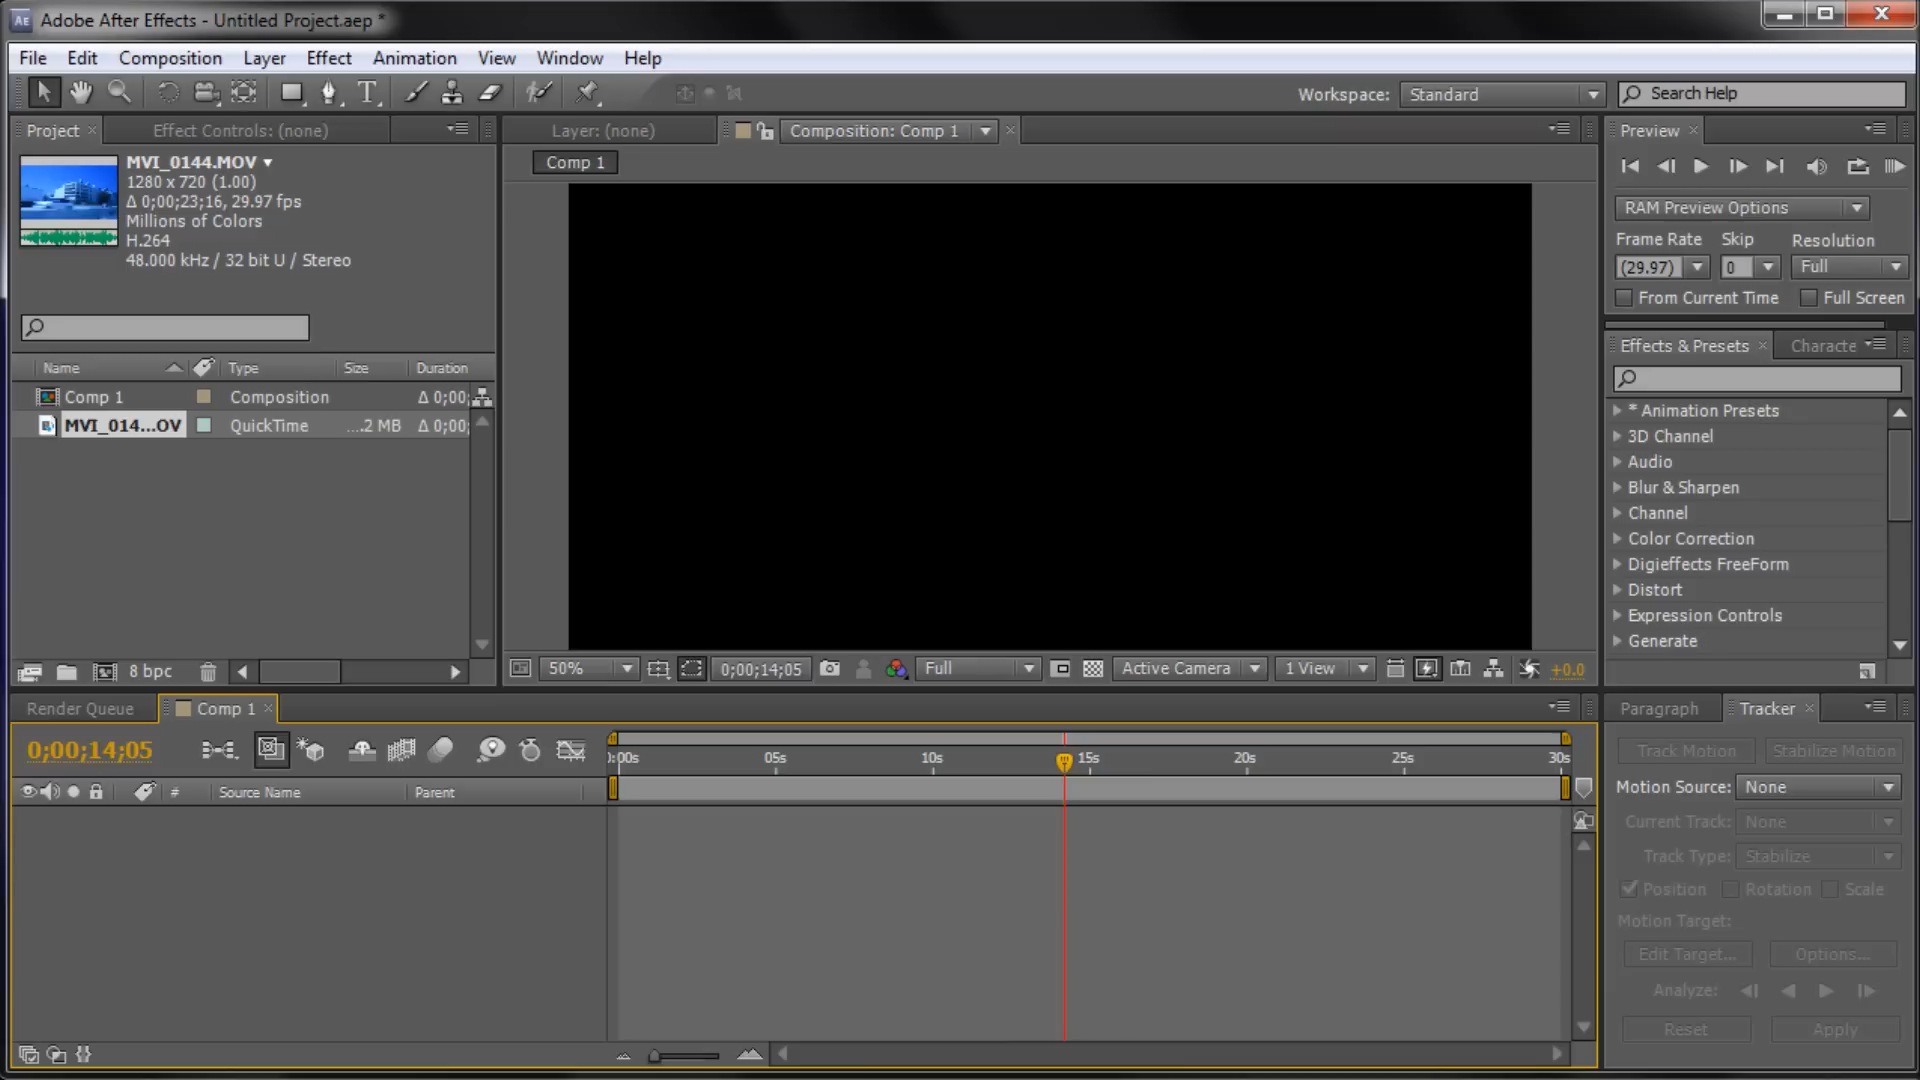 Adobe After Effects - Untitled Project.aep *
File Edit Composition Layer Effect Animation View Window Help
Workspace: Standard Search Help
Project Effect Controls: (none)
MVI_0144.MOV
1280 x 720 (1.00)
Δ 0;00;23;16, 29.97 fps
Millions of Colors
H.264
48.000 kHz / 32 bit U / Stereo
Name Type Size Duration
Comp 1 Composition Δ 0;00;
MVI_014...OV QuickTime ....2 MB Δ 0;00;
8 bpc
Layer: (none) Composition: Comp 1
Comp 1
50% 0;00;14;05 Full Active Camera 1 View +0.0
Preview
RAM Preview Options
Frame Rate Skip Resolution
(29.97) 0 Full
From Current Time Full Screen
Effects & Presets Characte
* Animation Presets
3D Channel
Audio
Blur & Sharpen
Channel
Color Correction
Digieffects FreeForm
Distort
Expression Controls
Generate
Render Queue Comp 1
0;00;14;05
# Source Name Parent
):00s 05s 10s 15s 20s 25s 30s
Paragraph Tracker
Track Motion Stabilize Motion
Motion Source: None
Current Track: None
Track Type: Stabilize
Position Rotation Scale
Motion Target:
Edit Target... Options...
Analyze:
Reset Apply